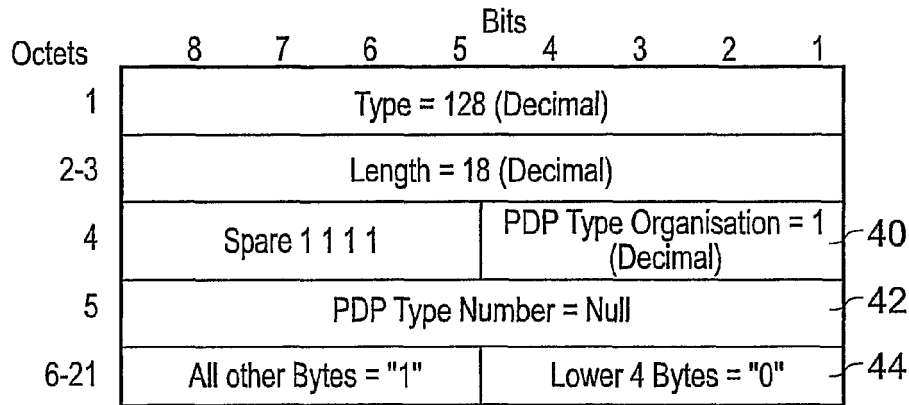 Bits
Octets 8 7 6 5 4 3 2 1
1 Type = 128 (Decimal)
2-3 Length = 18 (Decimal)
4 Spare 1 1 1 1 PDP Type Organisation = 1 (Decimal) 40
5 PDP Type Number = Null 42
6-21 All other Bytes = "1" Lower 4 Bytes = "0" 44